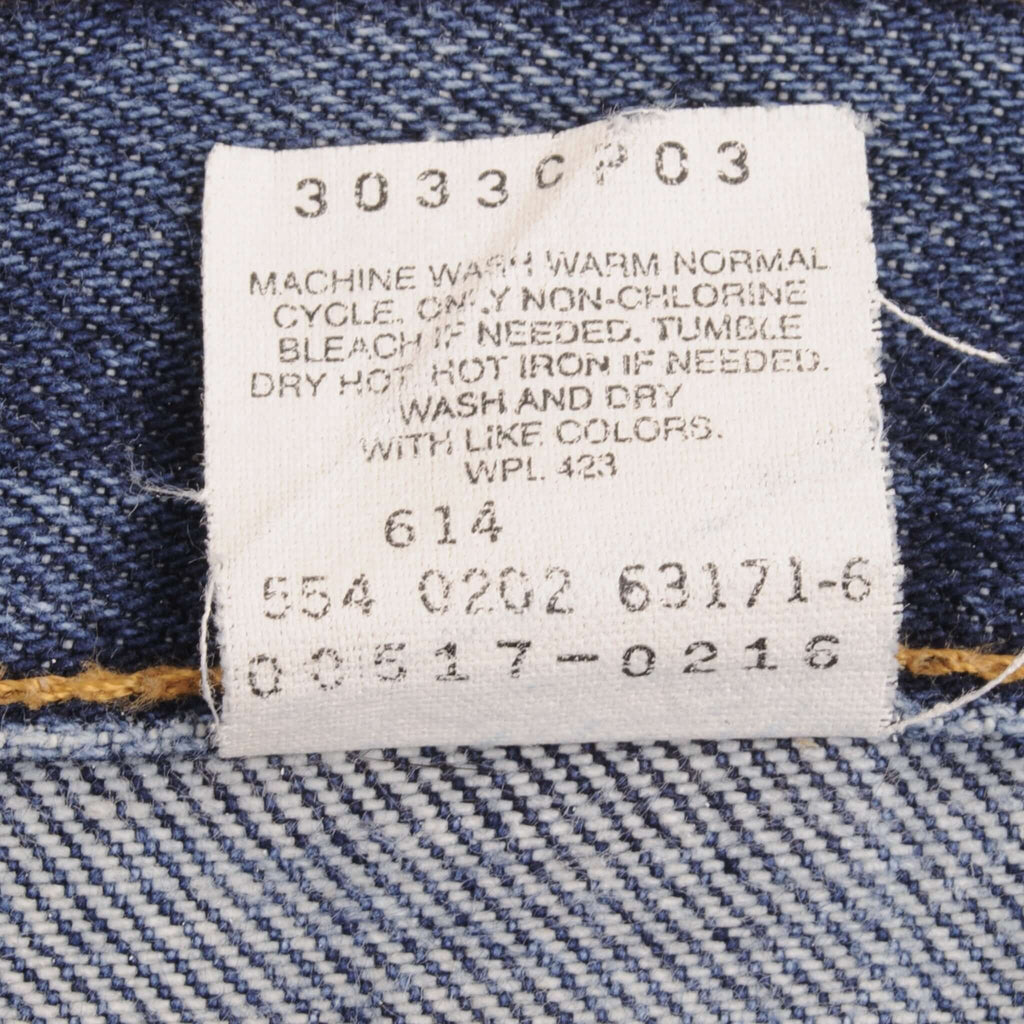 3033CP03
MACHINE WASH WARM NORMAL
CYCLE. ONLY NON-CHLORINE
BLEACH IF NEEDED. TUMBLE
DRY HOT HOT IRON IF NEEDED.
WASH AND DRY
WITH LIKE COLORS.
WPL 423
614
554 0202 63171-6
00517-0216